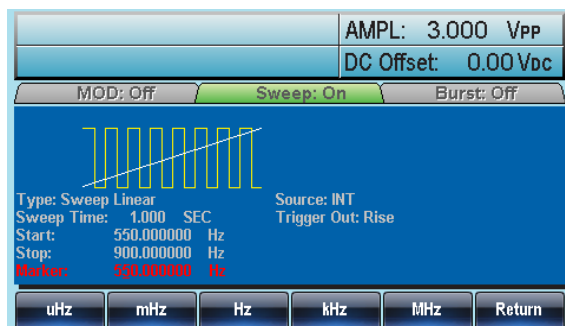 AMPL: 3.000 VPP
DC Offset: 0.00 VDC
MOD: Off Sweep: On Burst: Off
Type: Sweep Linear Source: INT
Sweep Time: 1.000 SEC Trigger Out: Rise
Start: 550.000000 Hz
Stop: 900.000000 Hz
Marker: 550.000000 Hz
uHz mHz Hz kHz MHz Return